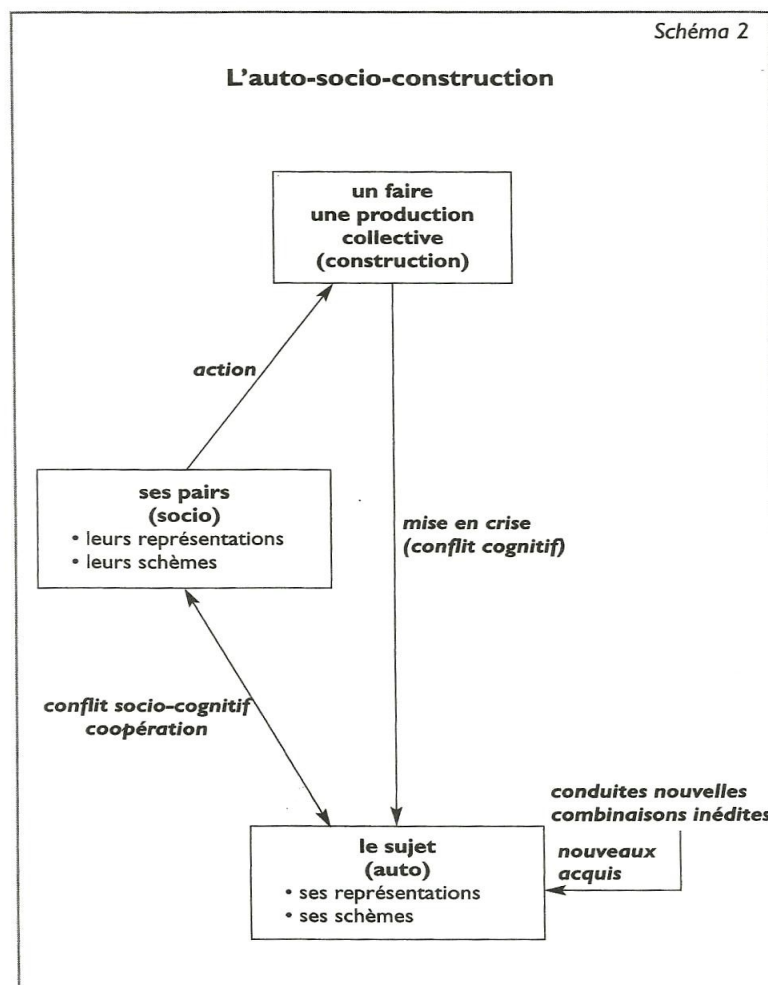 Schéma 2
L'auto-socio-construction
un faire
une production
collective
(construction)
action
ses pairs
(socio)
• leurs représentations
• leurs schèmes
mise en crise
(conflit cognitif)
conflit socio-cognitif
coopération
conduites nouvelles
combinaisons inédites
le sujet
(auto)
• ses représentations
• ses schèmes
nouveaux
acquis